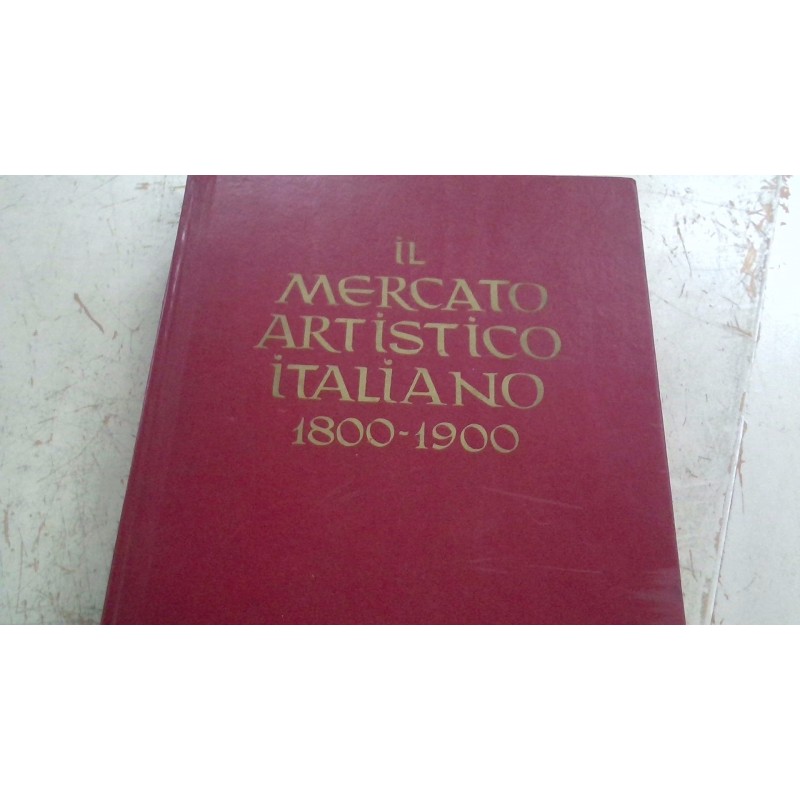 iL
MERCATO
ARTiSTiCO
iTALiANO
1800-1900